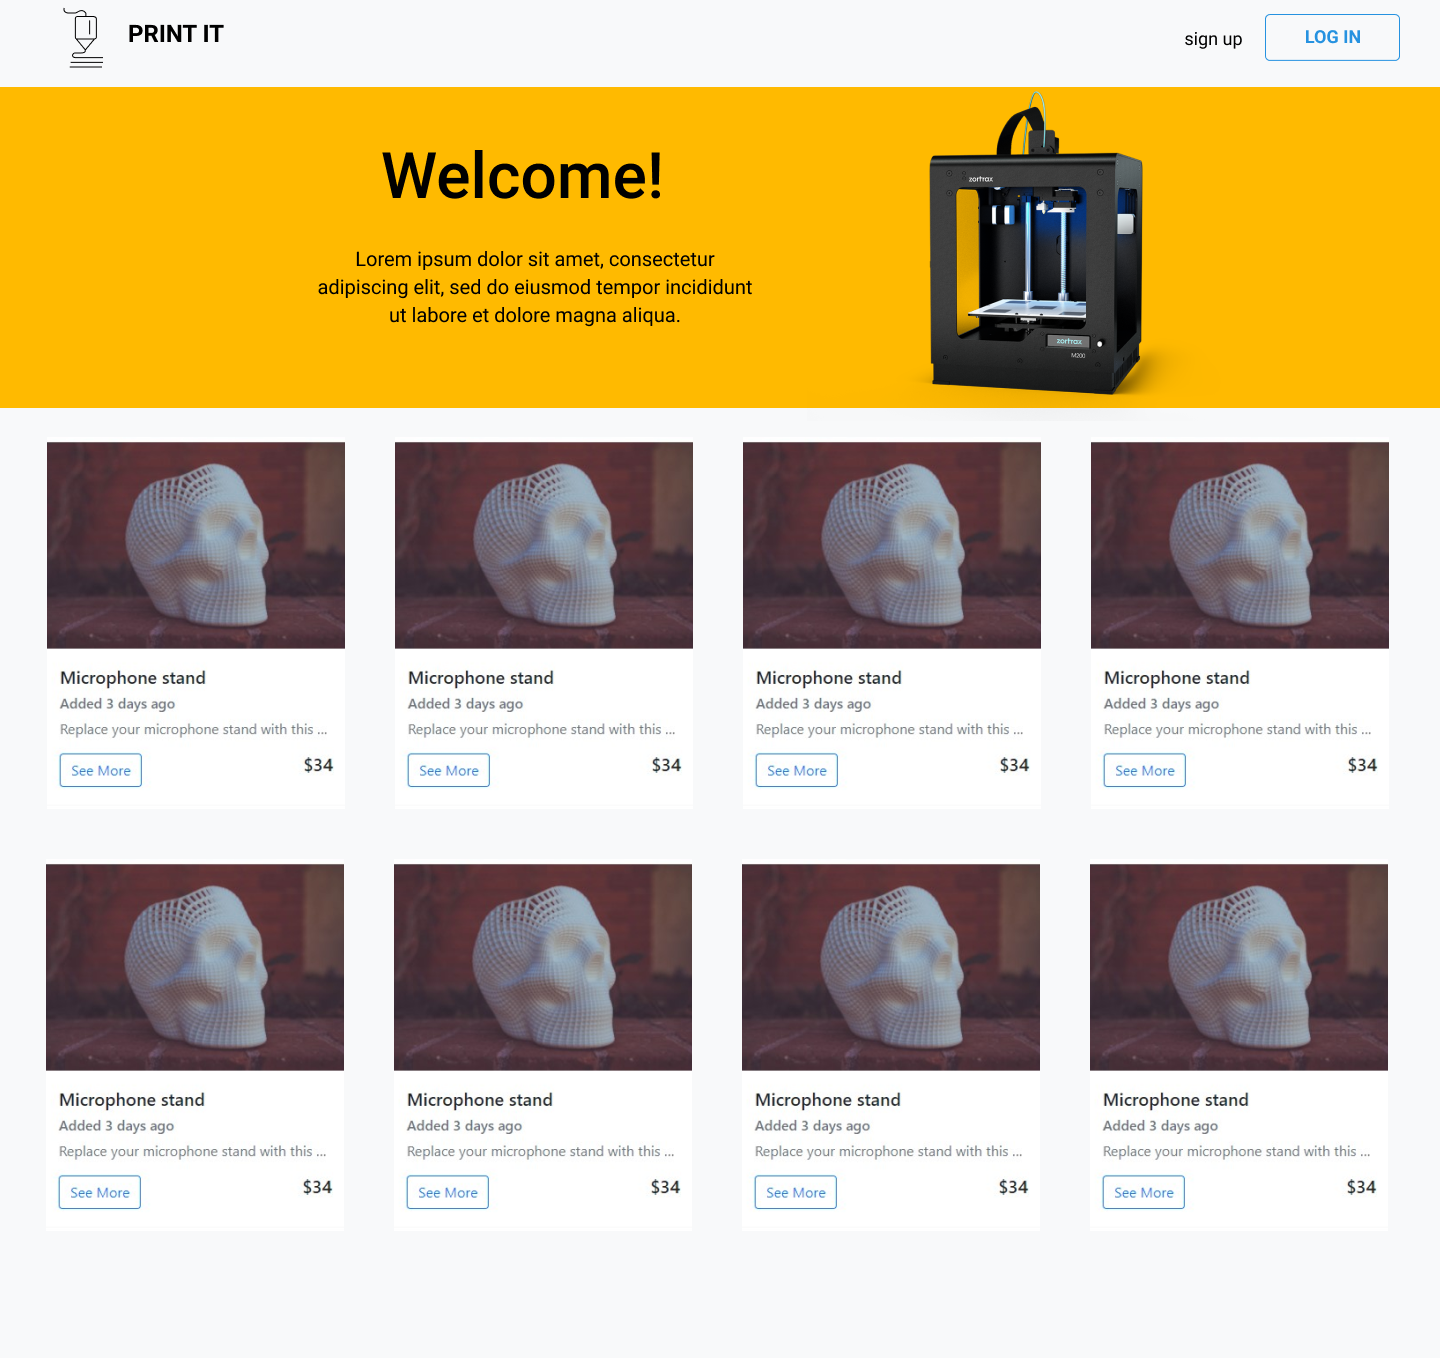 PRINT IT
sign up
LOG IN
Welcome!
Lorem ipsum dolor sit amet, consectetur
adipiscing elit, sed do eiusmod tempor incididunt
ut labore et dolore magna aliqua.
zortrax
zortrax
M200
Microphone stand
Added 3 days ago
Replace your microphone stand with this ...
See More
$34
Microphone stand
Added 3 days ago
Replace your microphone stand with this ...
See More
$34
Microphone stand
Added 3 days ago
Replace your microphone stand with this ...
See More
$34
Microphone stand
Added 3 days ago
Replace your microphone stand with this ...
See More
$34
Microphone stand
Added 3 days ago
Replace your microphone stand with this ...
See More
$34
Microphone stand
Added 3 days ago
Replace your microphone stand with this ...
See More
$34
Microphone stand
Added 3 days ago
Replace your microphone stand with this ...
See More
$34
Microphone stand
Added 3 days ago
Replace your microphone stand with this ...
See More
$34